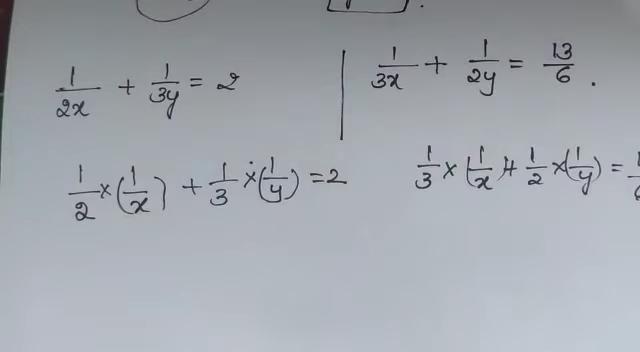 1/2x + 1/3y = 2
1/3x + 1/2y = 13/6 .
1/2 × (1/x) + 1/3 × (1/y) = 2
1/3 × (1/x) + 1/2 × (1/y) =